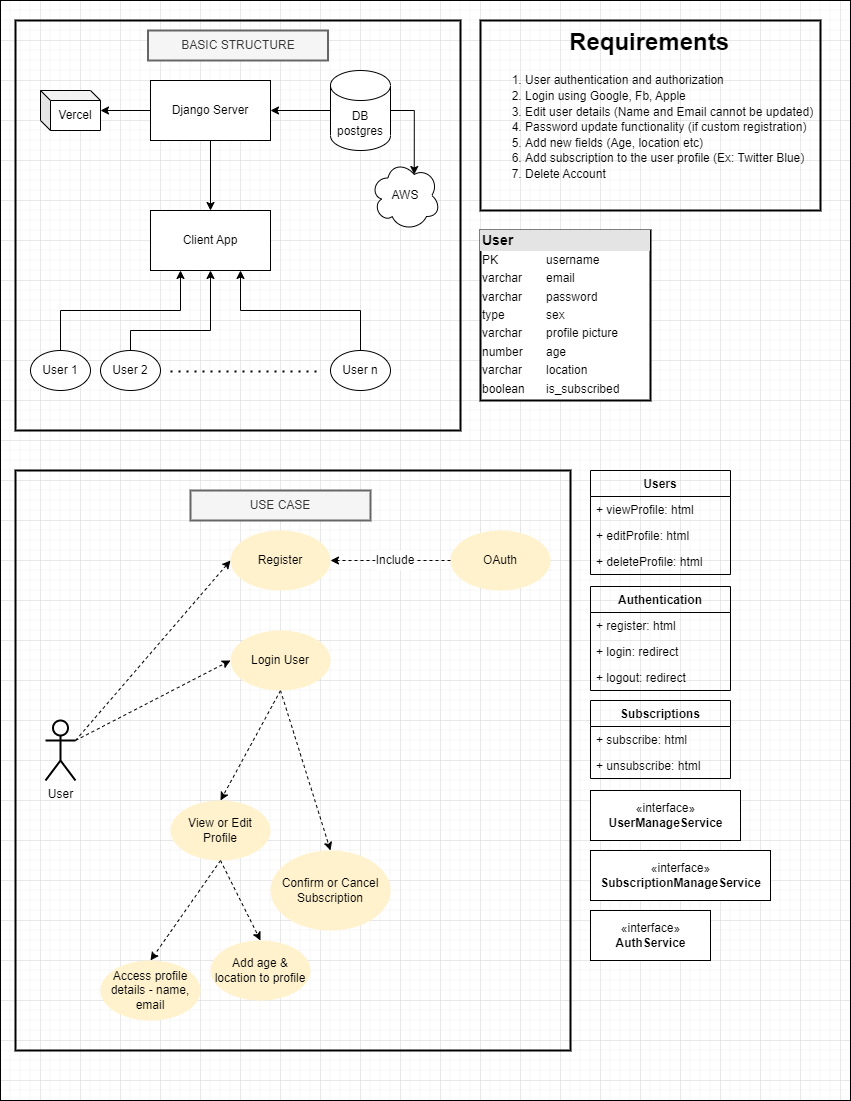 BASIC STRUCTURE
Vercel
Django Server
DB
postgres
AWS
Client App
User 1
User 2
User n
Requirements
1. User authentication and authorization
2. Login using Google, Fb, Apple
3. Edit user details (Name and Email cannot be updated)
4. Password update functionality (if custom registration)
5. Add new fields (Age, location etc)
6. Add subscription to the user profile (Ex: Twitter Blue)
7. Delete Account
User
PK username
varchar email
varchar password
type sex
varchar profile picture
number age
varchar location
boolean is_subscribed
USE CASE
Register
Include
OAuth
Login User
User
View or Edit
Profile
Confirm or Cancel
Subscription
Access profile
details - name,
email
Add age &
location to profile
Users
+ viewProfile: html
+ editProfile: html
+ deleteProfile: html
Authentication
+ register: html
+ login: redirect
+ logout: redirect
Subscriptions
+ subscribe: html
+ unsubscribe: html
«interface»
UserManageService
«interface»
SubscriptionManageService
«interface»
AuthService